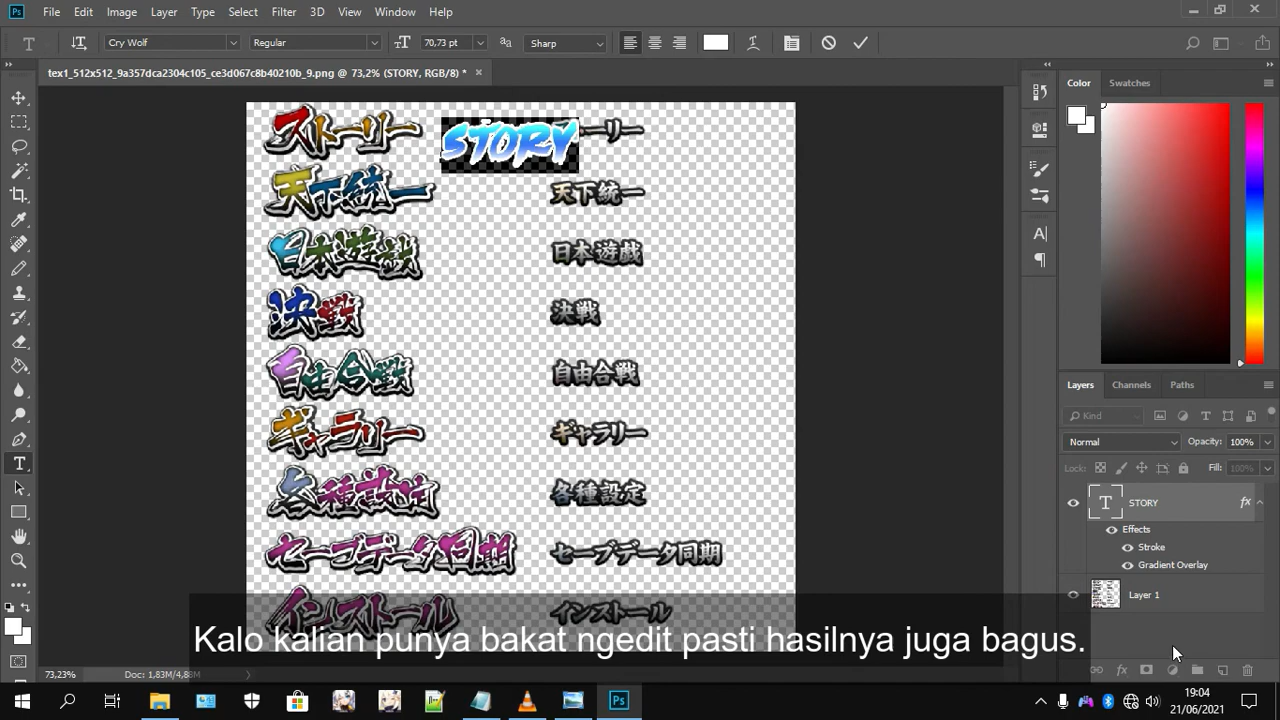 File Edit Image Layer Type Select Filter 3D View Window Help
Cry Wolf Regular 70,73 pt Sharp
tex1_512x512_9a357dca2304c105_ce3d067c8b40210b_9.png @ 73,2% (STORY, RGB/8) *
Color Swatches
ストーリー STORY ーリー
天下統一 天下統一
日本遊戯 日本遊戯
決戦 決戦
自由合戦 自由合戦
ギャラリー ギャラリー
各種設定 各種設定
セーブデータ同期 セーブデータ同期
インストール インストール
Layers Channels Paths
Kind
Normal Opacity: 100%
Lock: Fill: 100%
STORY fx
Effects
Stroke
Gradient Overlay
Layer 1
Kalo kalian punya bakat ngedit pasti hasilnya juga bagus.
73,23% Doc: 1,83M/4,88M
19:04
21/06/2021